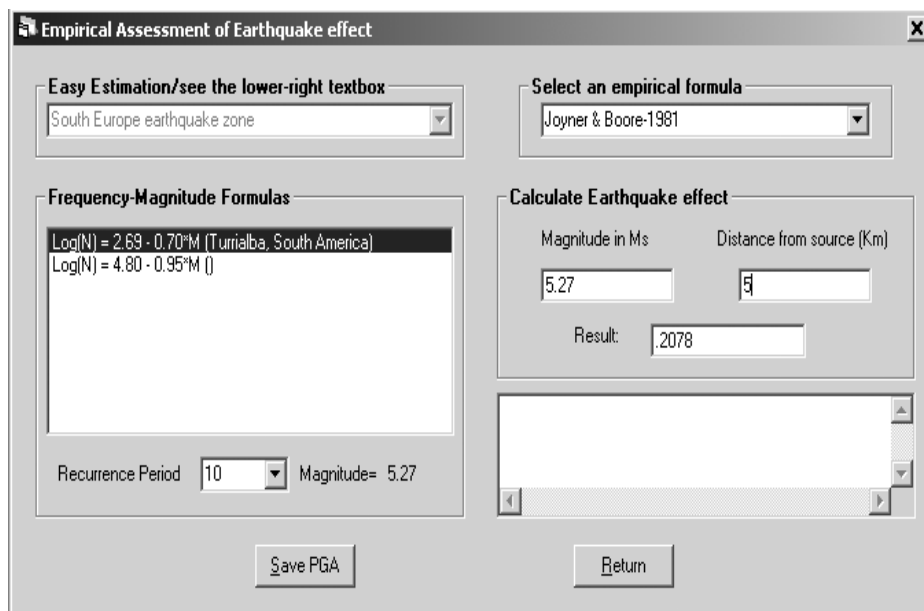 Empirical Assessment of Earthquake effect
Easy Estimation/see the lower-right textbox
South Europe earthquake zone
Select an empirical formula
Joyner & Boore-1981
Frequency-Magnitude Formulas
Log(N) = 2.69 - 0.70*M (Turrialba, South America)
Log(N) = 4.80 - 0.95*M ()
Recurrence Period 10 Magnitude= 5.27
Calculate Earthquake effect
Magnitude in Ms Distance from source (Km)
5.27 5
Result: .2078
Save PGA Return